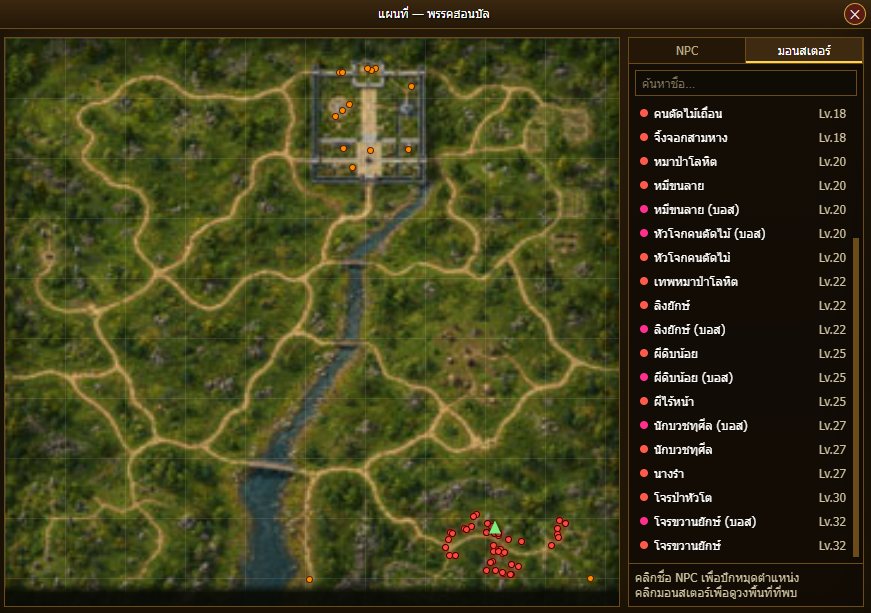 แผนที่ — พรรคฮอนบัล
NPC
มอนสเตอร์
ค้นหาชื่อ...
คนตัดไม้เถื่อน Lv.18
จิ้งจอกสามหาง Lv.18
หมาป่าโลหิต Lv.20
หมีขนลาย Lv.20
หมีขนลาย (บอส) Lv.20
หัวโจกคนตัดไม้ (บอส) Lv.20
หัวโจกคนตัดไม้ Lv.20
เทพหมาป่าโลหิต Lv.22
ลิงยักษ์ Lv.22
ลิงยักษ์ (บอส) Lv.22
ผีดิบน้อย Lv.25
ผีดิบน้อย (บอส) Lv.25
ผีไร้หน้า Lv.25
นักบวชทุศีล (บอส) Lv.27
นักบวชทุศีล Lv.27
นางรำ Lv.27
โจรป่าหัวโต Lv.30
โจรขวานยักษ์ (บอส) Lv.32
โจรขวานยักษ์ Lv.32
คลิกชื่อ NPC เพื่อปักหมุดตำแหน่ง
คลิกมอนสเตอร์เพื่อดูวงพื้นที่ที่พบ